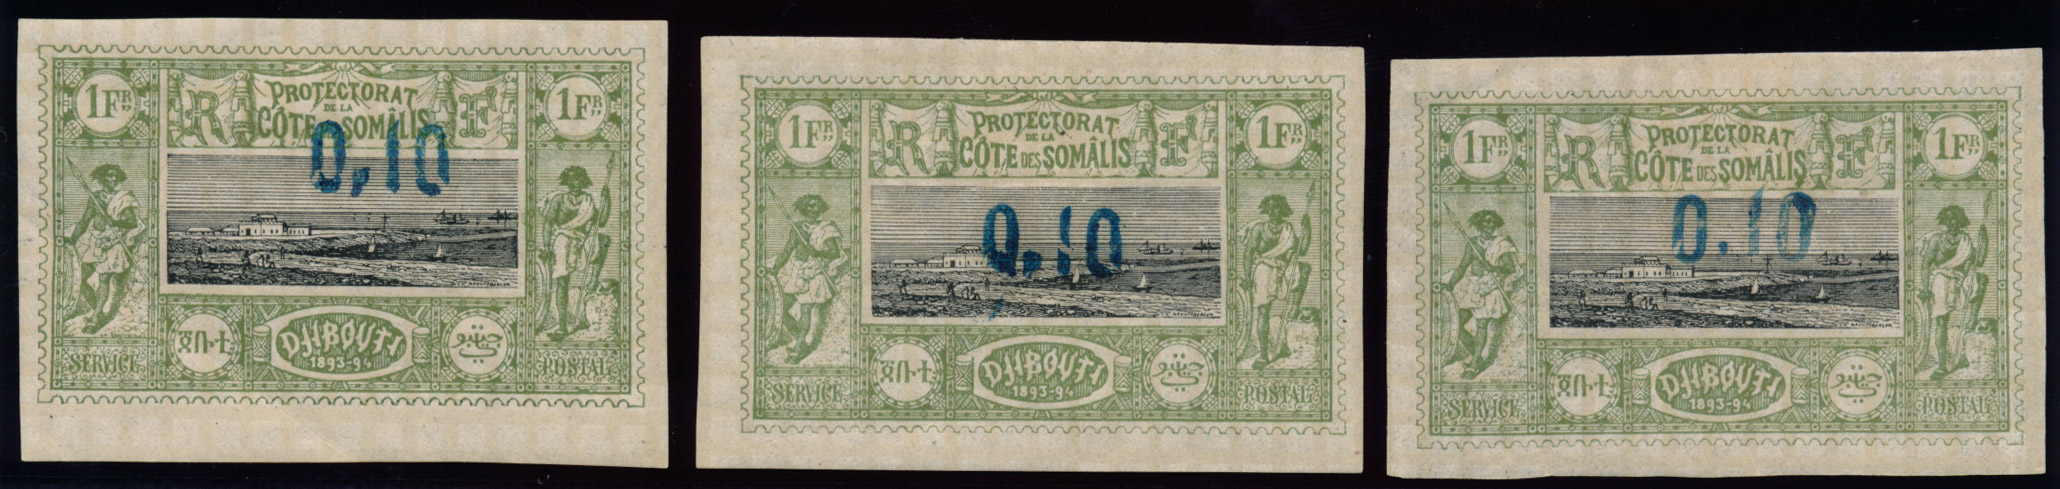 1FR
R
PROTECTORAT
DE LA
CÔTE DES SOMÂLIS
F
1FR
0,10
SERVICE
DJIBOUTI
1893-94
POSTAL
1FR
R
PROTECTORAT
DE LA
CÔTE DES SOMÂLIS
F
1FR
0.10
SERVICE
DJIBOUTI
1893-94
POSTAL
1FR
R
PROTECTORAT
DE LA
CÔTE DES SOMÂLIS
F
1FR
0.10
SERVICE
DJIBOUTI
1893-94
POSTAL